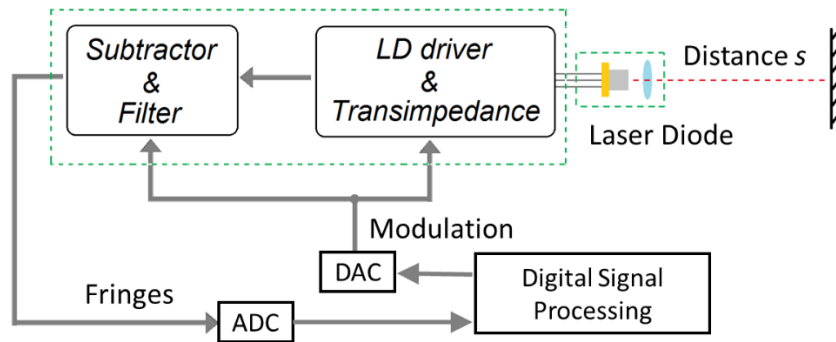 Subtractor
&
Filter
LD driver
&
Transimpedance
Distance s
Laser Diode
Modulation
DAC
Digital Signal
Processing
Fringes
ADC